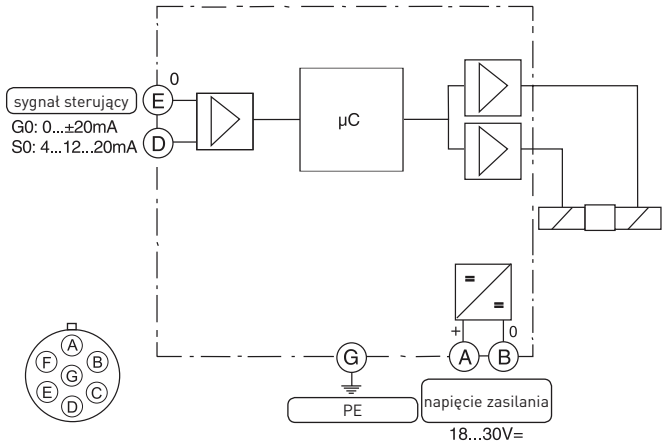 0
sygnał sterujący
E
G0: 0...±20mA
S0: 4...12...20mA
D
µC
=
=
+
0
G
A
B
PE
napięcie zasilania
18...30V=
A
F
B
G
E
C
D